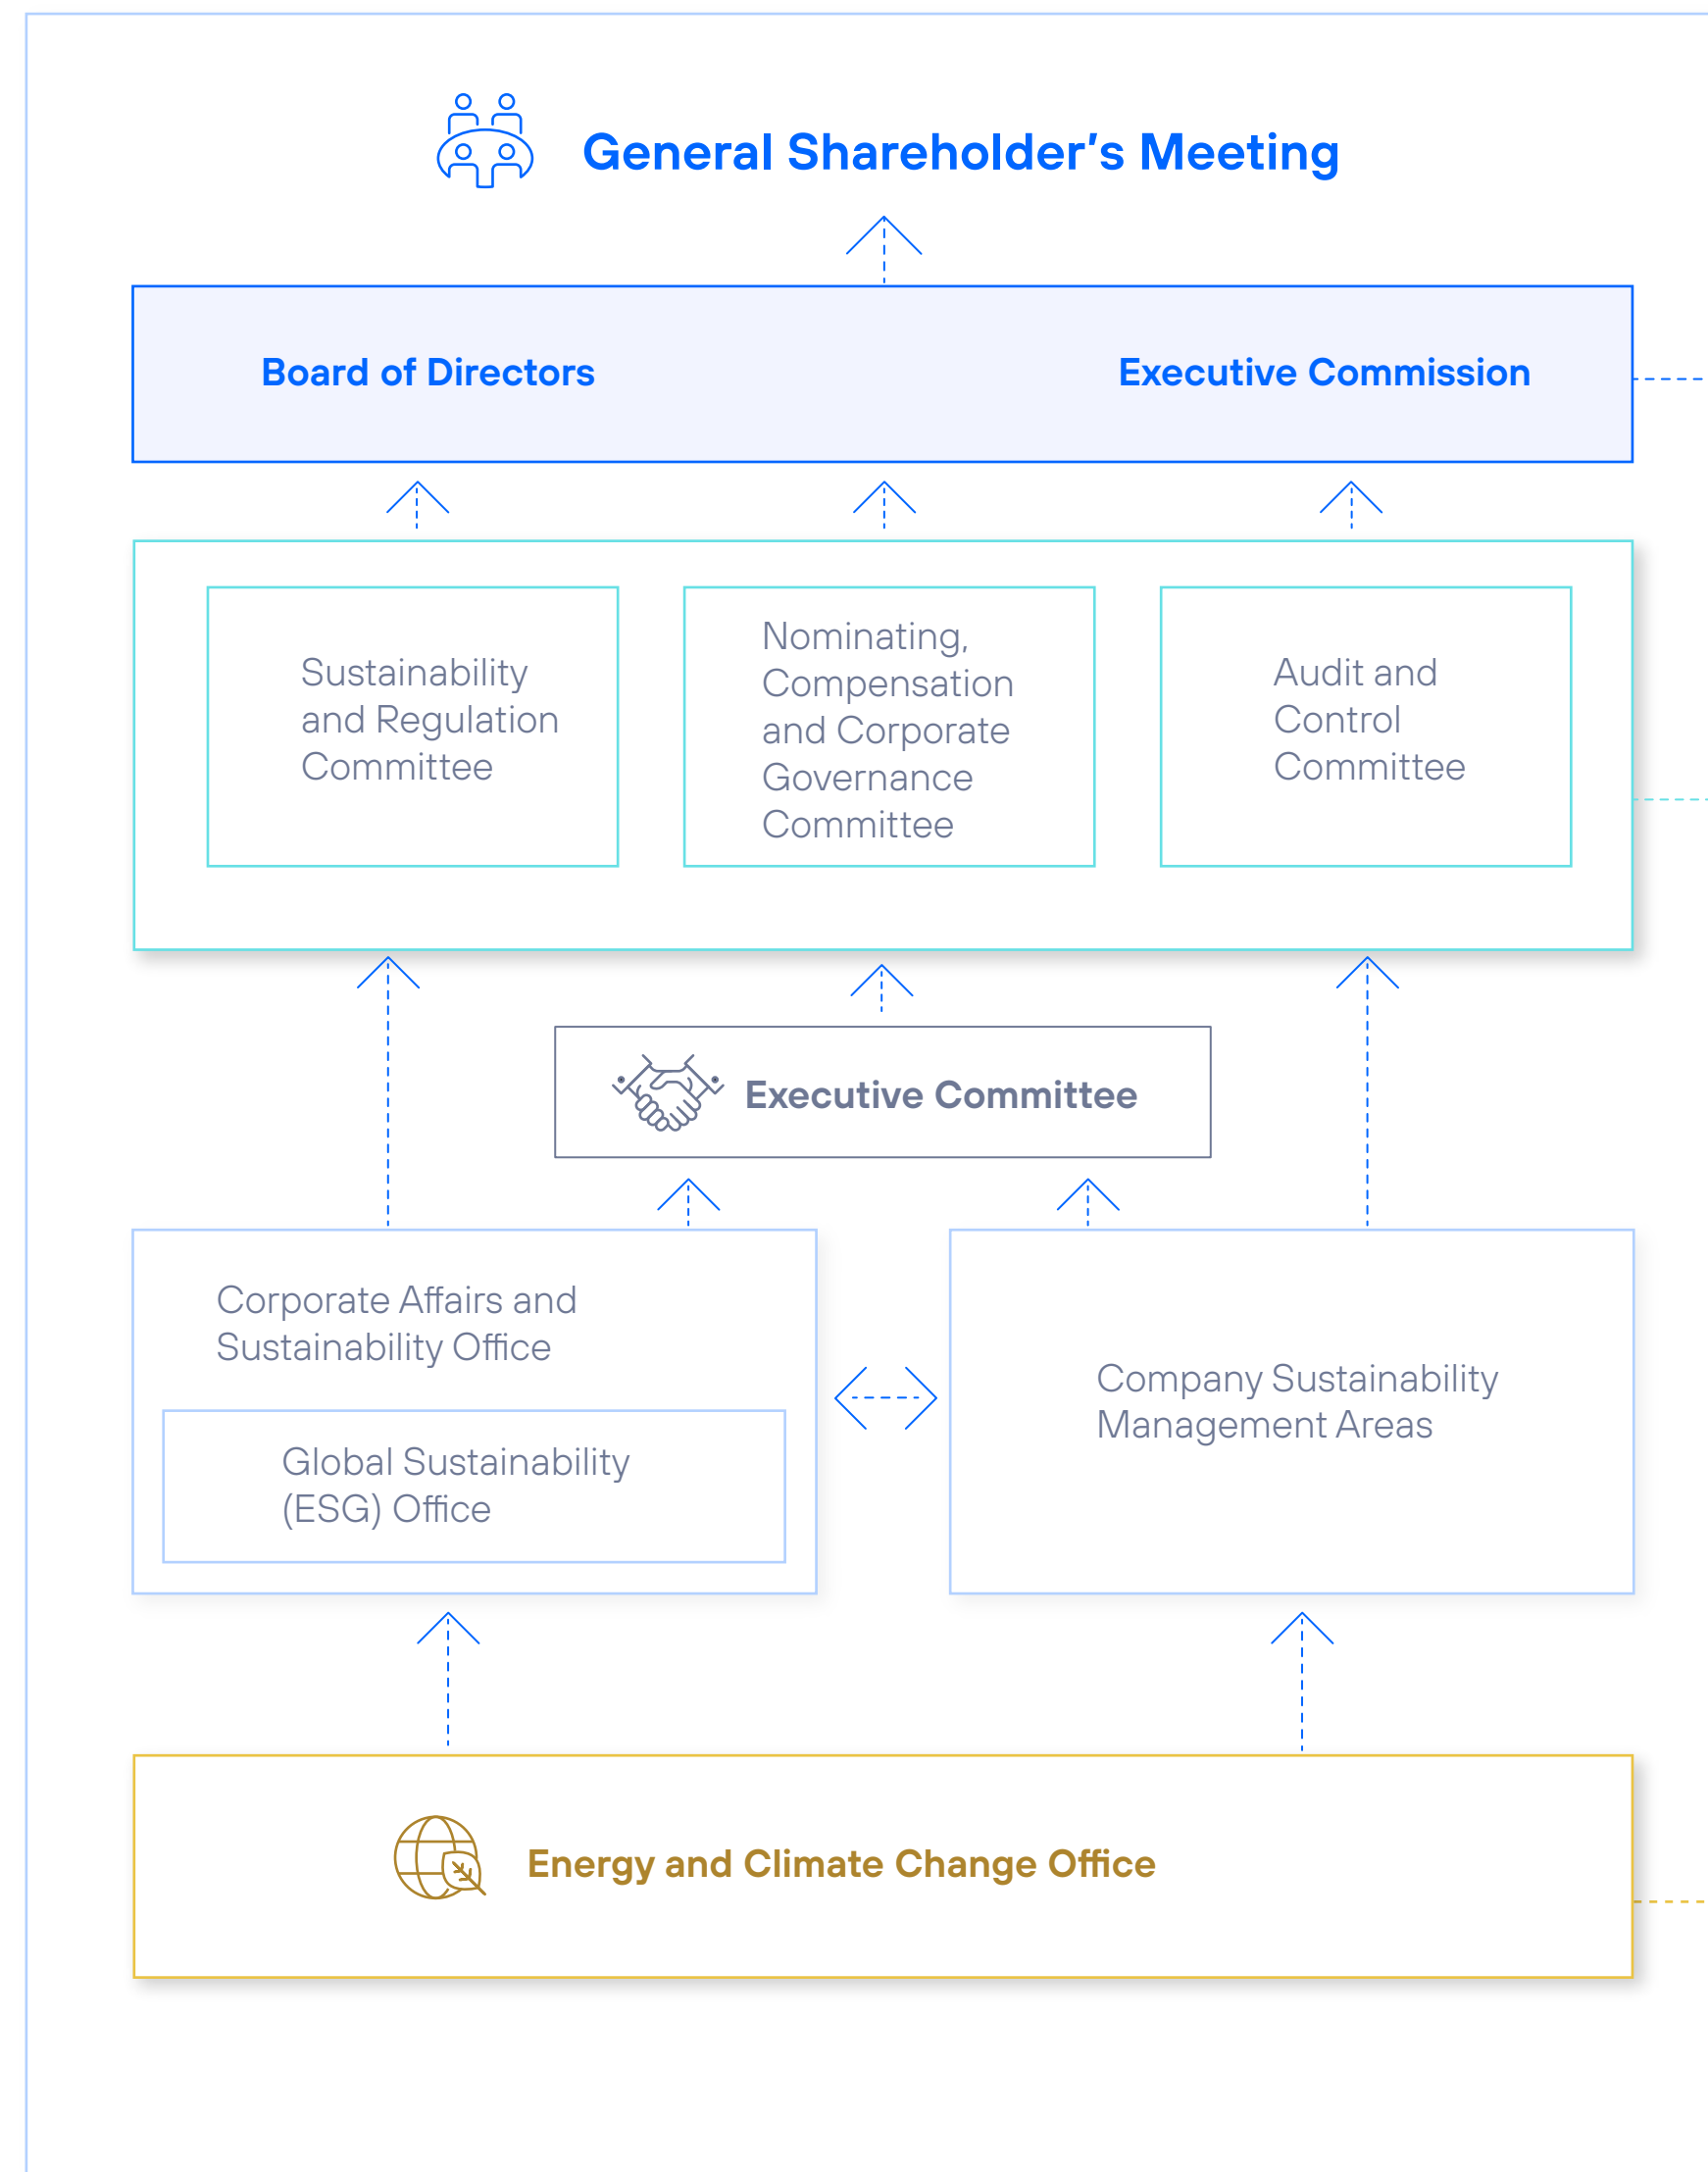 General Shareholder’s Meeting
Board of Directors
Executive Commission
Sustainability
and Regulation
Committee
Nominating,
Compensation
and Corporate
Governance
Committee
Audit and
Control
Committee
Executive Committee
Corporate Affairs and
Sustainability Office
Global Sustainability
(ESG) Office
Company Sustainability
Management Areas
Energy and Climate Change Office